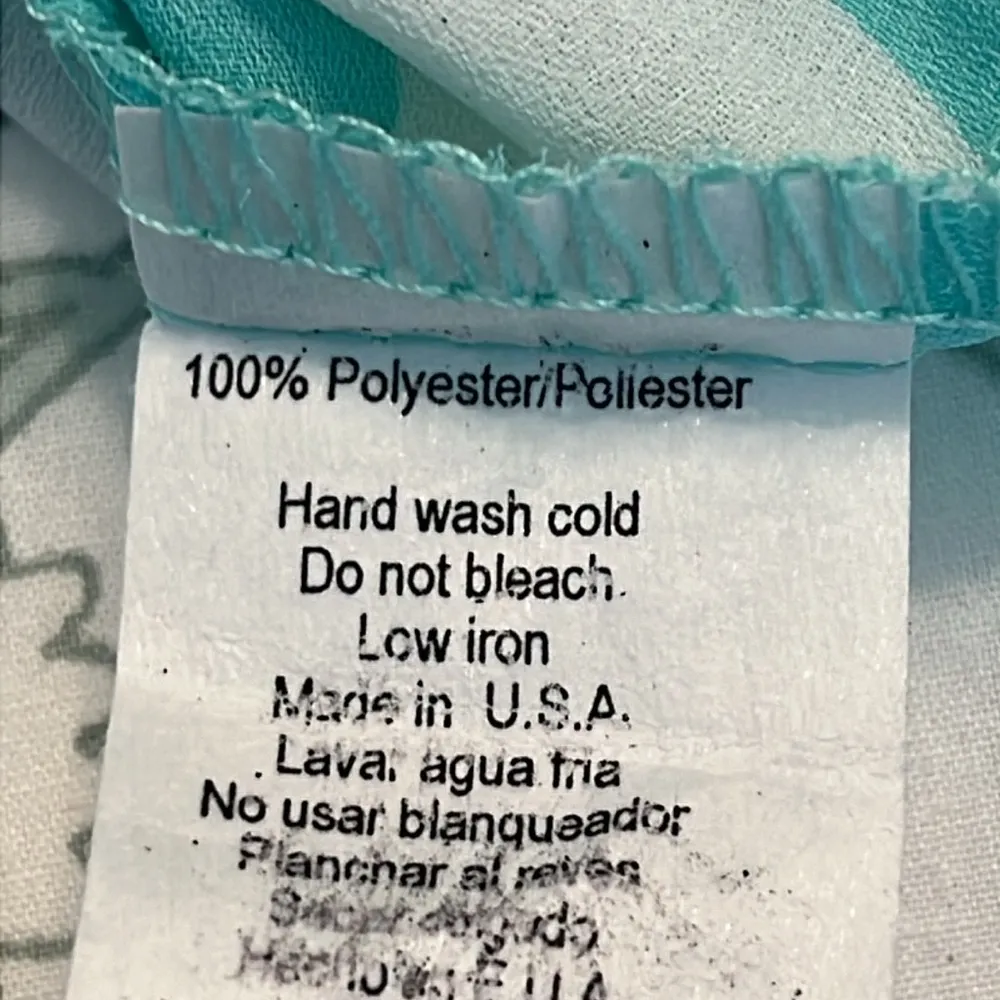 100% Polyester/Poliester
Hand wash cold
Do not bleach.
Low iron
Made in U.S.A.
Lavar agua fria
No usar blanqueador
Planchar al reves
Hecho